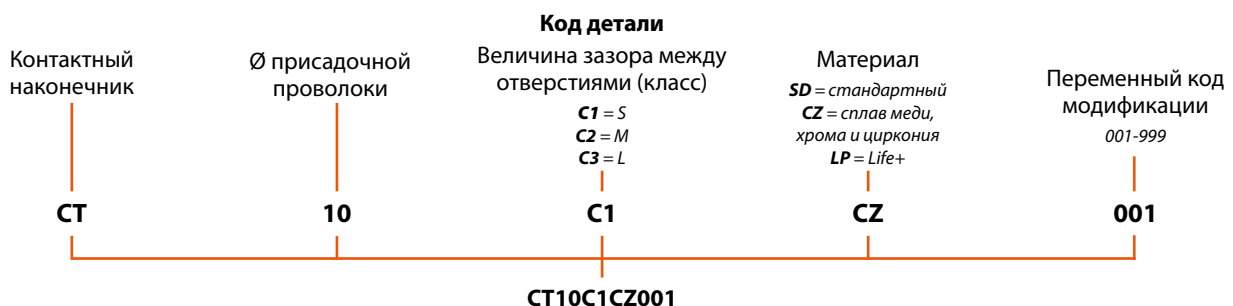 Код детали
Контактный
наконечник
Ø присадочной
проволоки
Величина зазора между
отверстиями (класс)
C1 = S
C2 = M
C3 = L
Материал
SD = стандартный
CZ = сплав меди,
хрома и циркония
LP = Life+
Переменный код
модификации
001-999
CT
10
C1
CZ
001
CT10C1CZ001